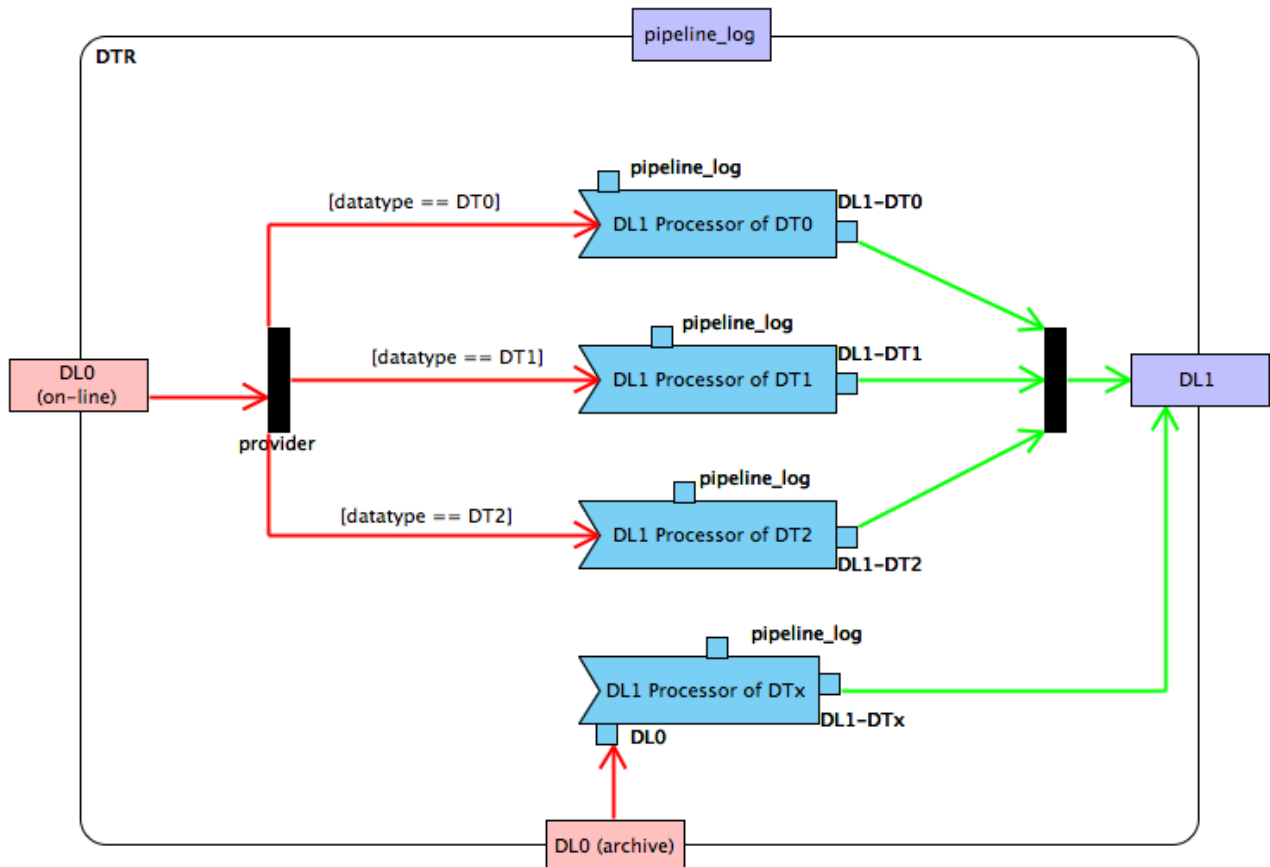 pipeline_log
DTR
pipeline_log
[datatype == DT0]
DL1-DT0
DL1 Processor of DT0
pipeline_log
[datatype == DT1]
DL1-DT1
DL0
(on-line)
DL1 Processor of DT1
DL1
provider
pipeline_log
[datatype == DT2]
DL1 Processor of DT2
DL1-DT2
pipeline_log
DL1 Processor of DTx
DL1-DTx
DL0
DL0 (archive)